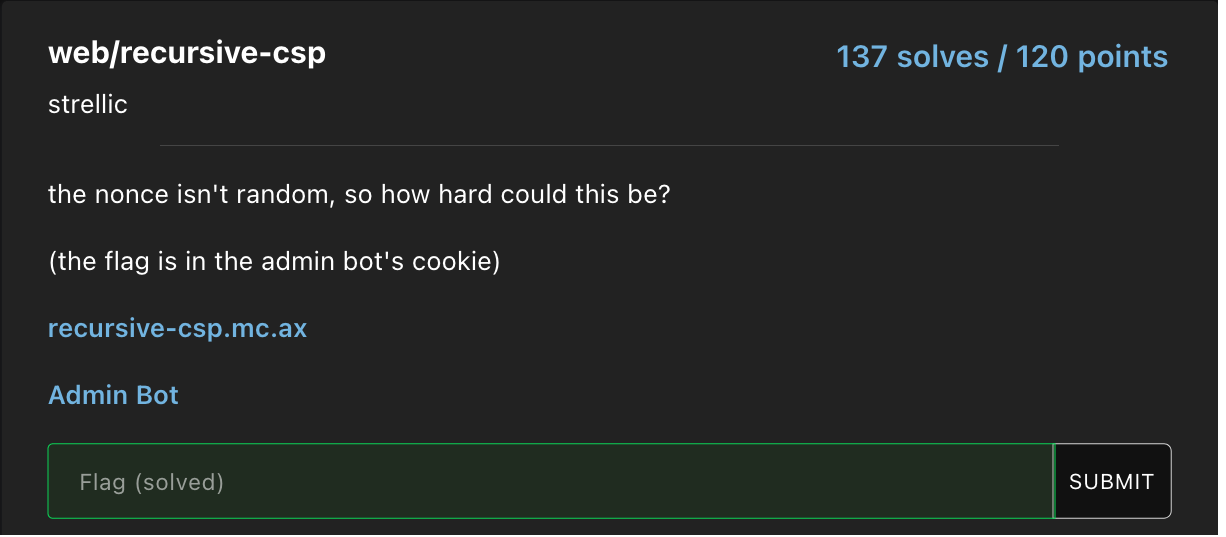 web/recursive-csp
137 solves / 120 points
strellic
the nonce isn't random, so how hard could this be?
(the flag is in the admin bot's cookie)
recursive-csp.mc.ax
Admin Bot
Flag (solved)
SUBMIT